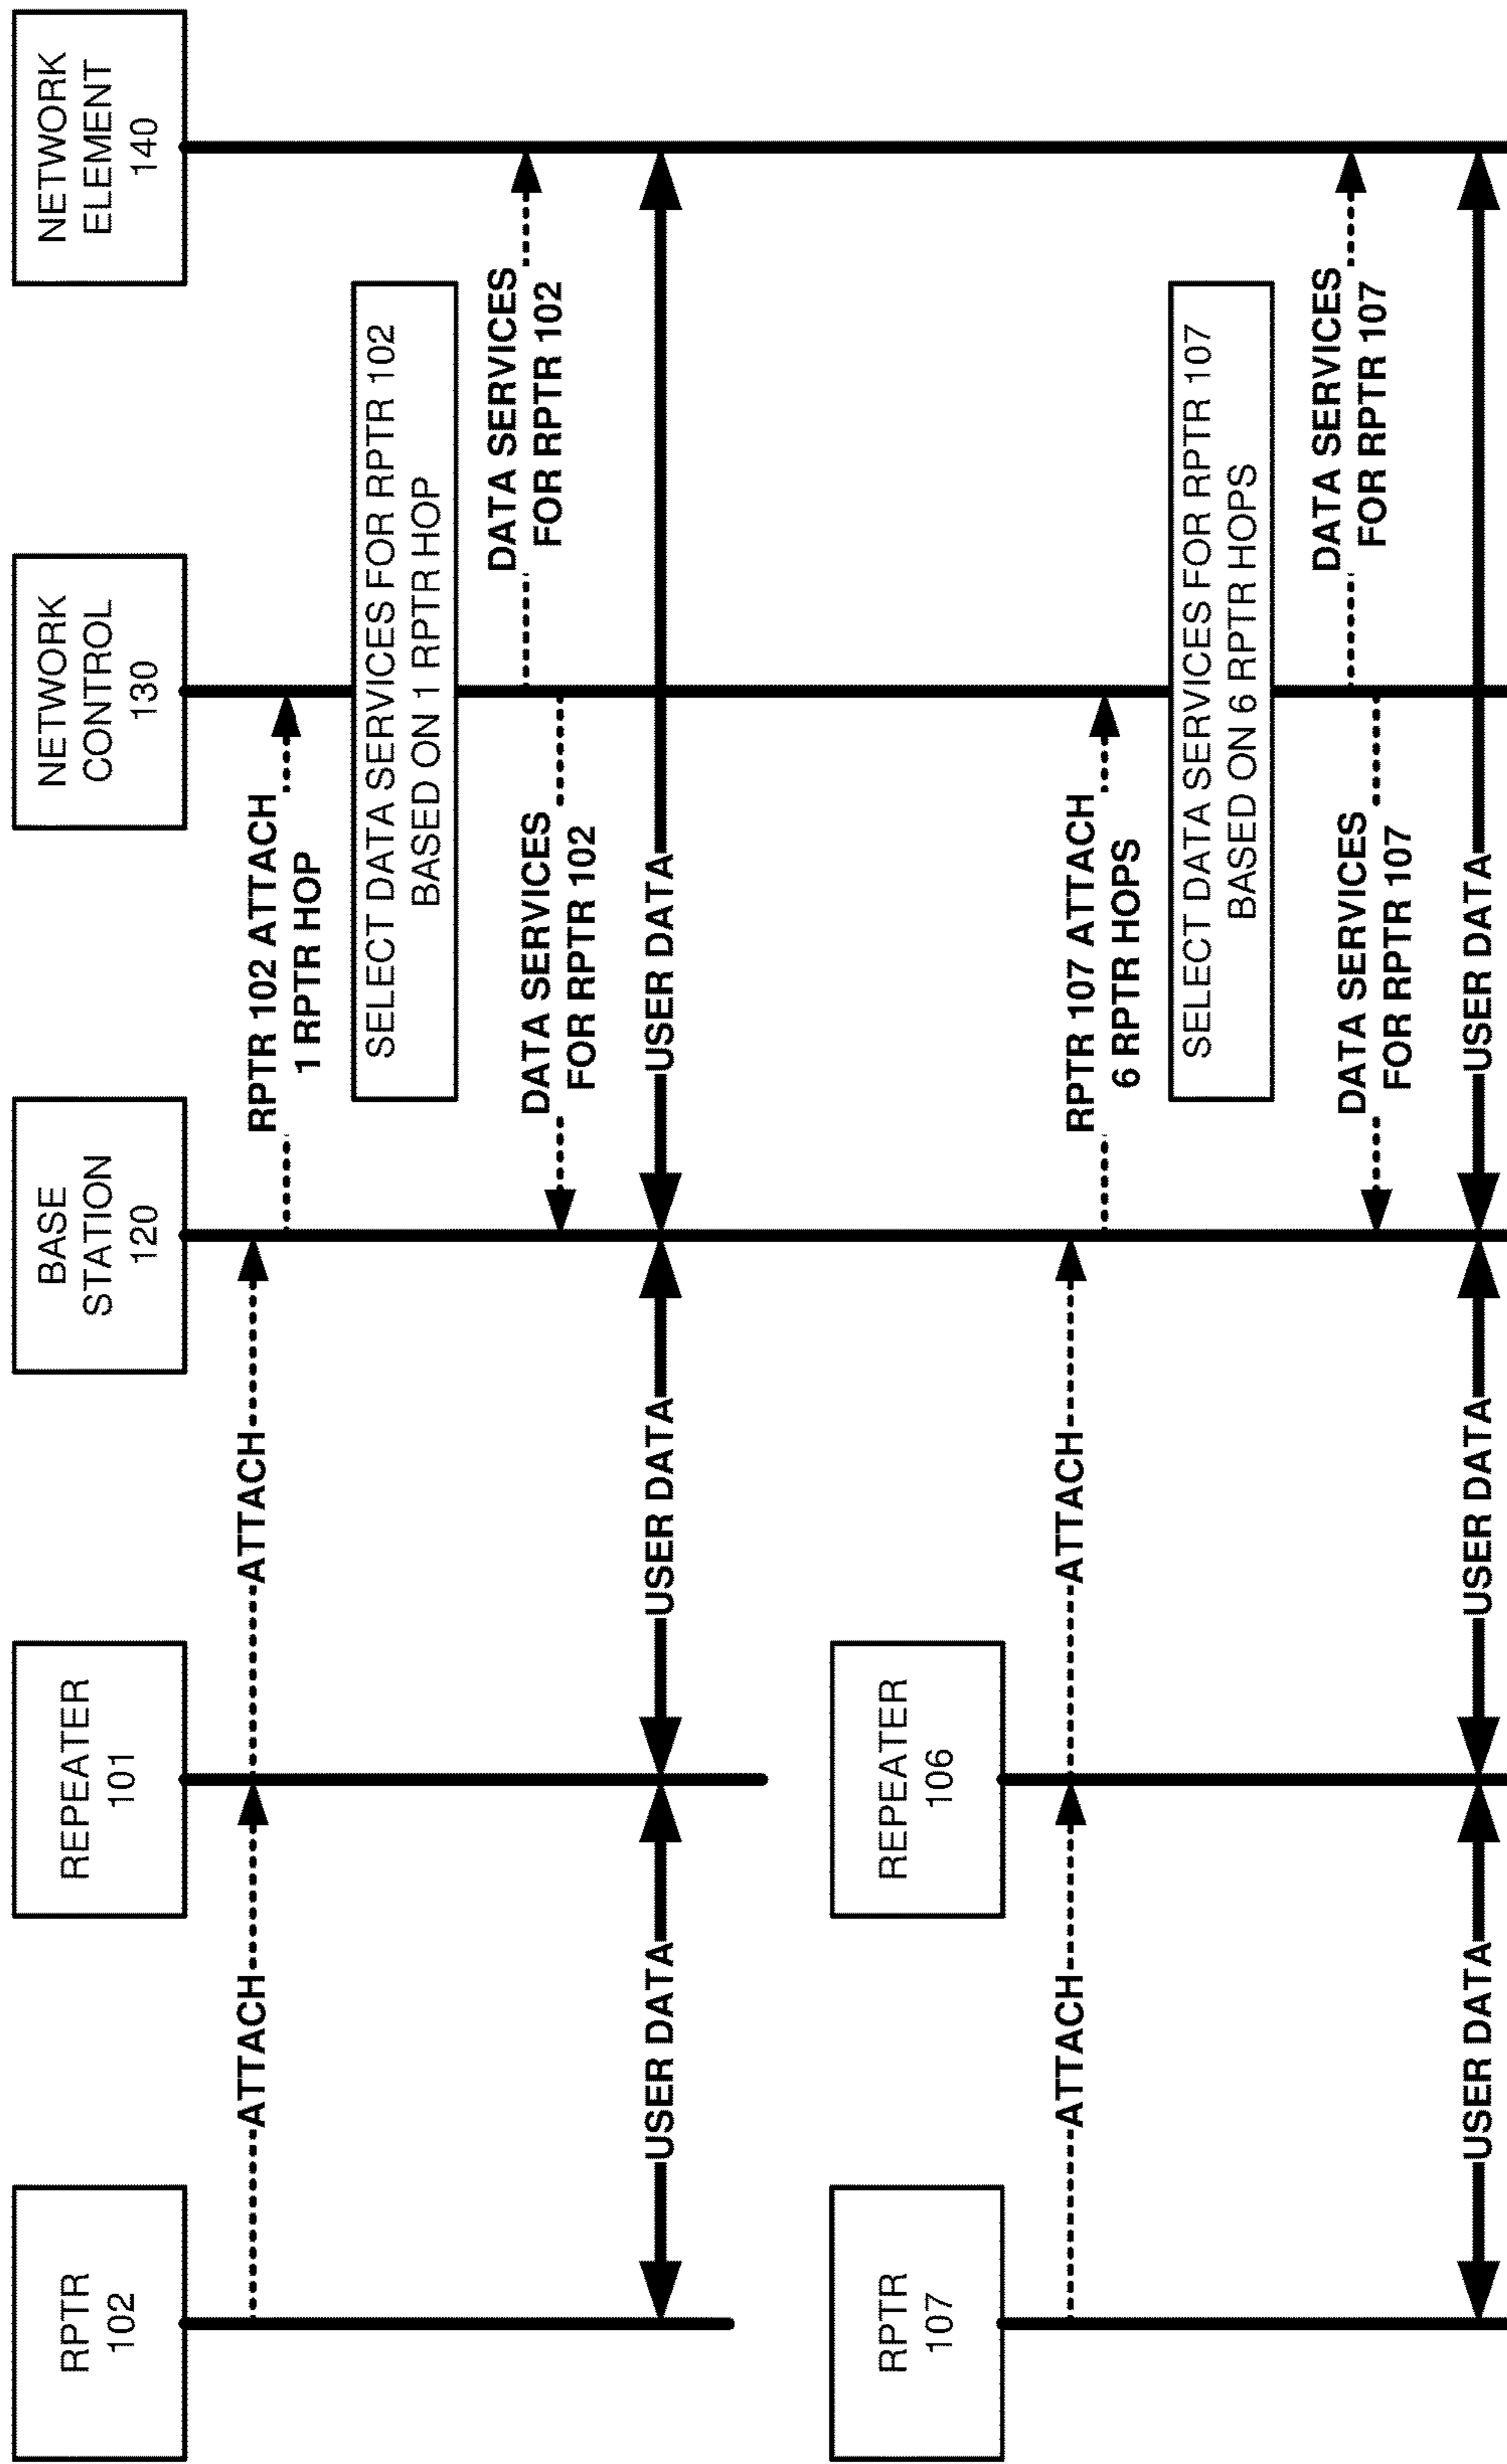 RPTR
102
REPEATER
101
BASE
STATION
120
NETWORK
CONTROL
130
NETWORK
ELEMENT
140
ATTACH
ATTACH
RPTR 102 ATTACH
1 RPTR HOP
SELECT DATA SERVICES FOR RPTR 102
BASED ON 1 RPTR HOP
DATA SERVICES
FOR RPTR 102
DATA SERVICES
FOR RPTR 102
USER DATA
USER DATA
USER DATA
RPTR
107
REPEATER
106
ATTACH
ATTACH
RPTR 107 ATTACH
6 RPTR HOPS
SELECT DATA SERVICES FOR RPTR 107
BASED ON 6 RPTR HOPS
DATA SERVICES
FOR RPTR 107
DATA SERVICES
FOR RPTR 107
USER DATA
USER DATA
USER DATA